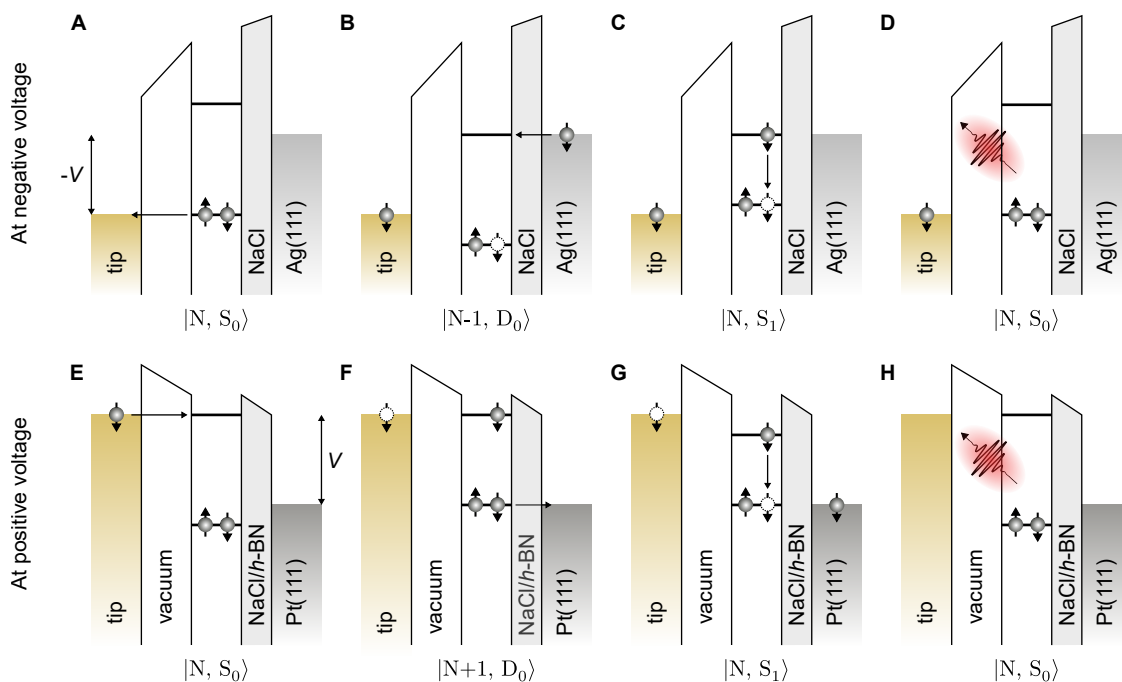 At negative voltage
A
-V
tip
NaCl
Ag(111)
|N, S₀⟩
B
tip
NaCl
Ag(111)
|N-1, D₀⟩
C
tip
NaCl
Ag(111)
|N, S₁⟩
D
tip
NaCl
Ag(111)
|N, S₀⟩
At positive voltage
E
V
tip
vacuum
NaCl/h-BN
Pt(111)
|N, S₀⟩
F
tip
vacuum
NaCl/h-BN
Pt(111)
|N+1, D₀⟩
G
tip
vacuum
NaCl/h-BN
Pt(111)
|N, S₁⟩
H
tip
vacuum
NaCl/h-BN
Pt(111)
|N, S₀⟩